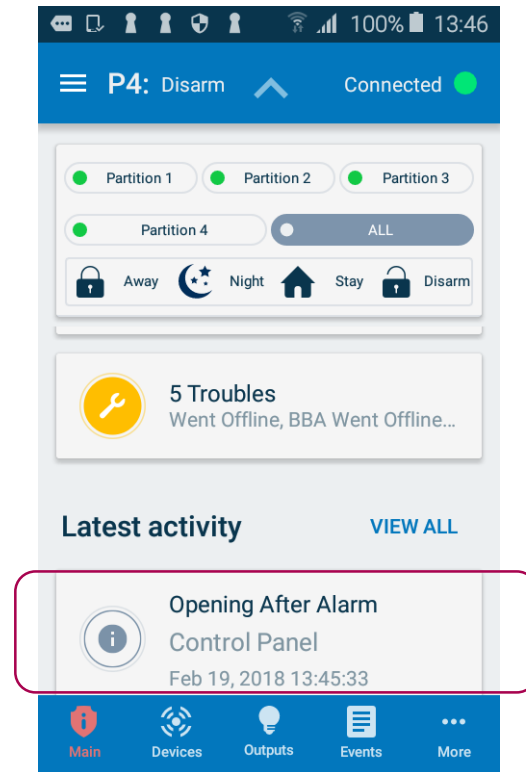 100% 13:46
P4: Disarm Connected
Partition 1 Partition 2 Partition 3
Partition 4 ALL
Away Night Stay Disarm
5 Troubles
Went Offline, BBA Went Offline...
Latest activity VIEW ALL
Opening After Alarm
Control Panel
Feb 19, 2018 13:45:33
Main Devices Outputs Events More